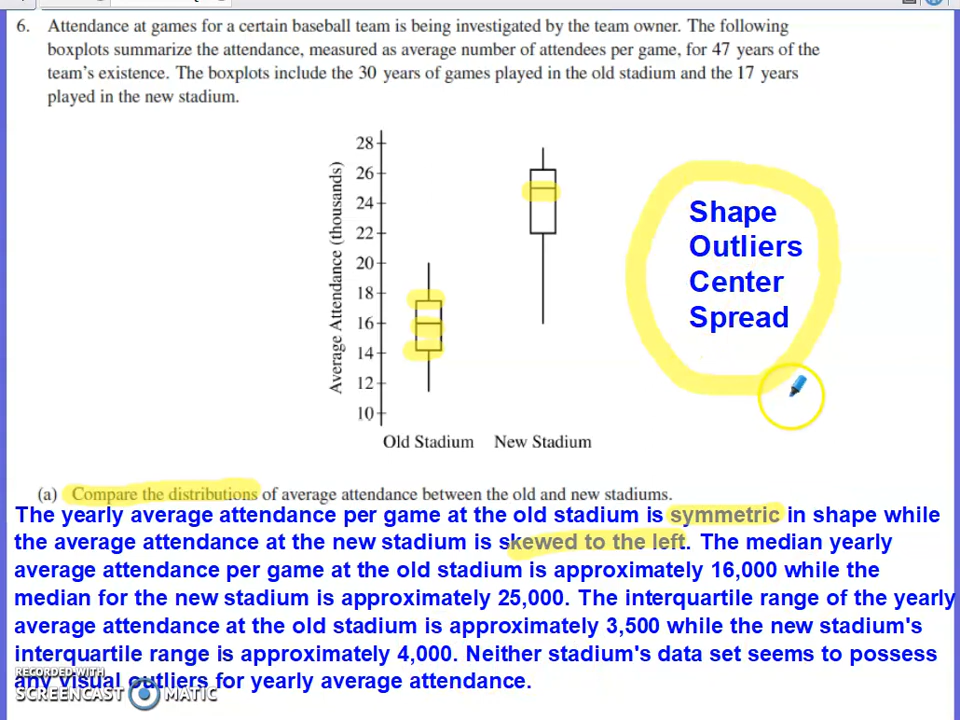 6. Attendance at games for a certain baseball team is being investigated by the team owner. The following
boxplots summarize the attendance, measured as average number of attendees per game, for 47 years of the
team's existence. The boxplots include the 30 years of games played in the old stadium and the 17 years
played in the new stadium.
28
26
24
22
20
18
16
14
12
10
Average Attendance (thousands)
Old Stadium New Stadium
Shape
Outliers
Center
Spread
(a) Compare the distributions of average attendance between the old and new stadiums.
The yearly average attendance per game at the old stadium is symmetric in shape while
the average attendance at the new stadium is skewed to the left. The median yearly
average attendance per game at the old stadium is approximately 16,000 while the
median for the new stadium is approximately 25,000. The interquartile range of the yearly
average attendance at the old stadium is approximately 3,500 while the new stadium's
interquartile range is approximately 4,000. Neither stadium's data set seems to possess
any visual outliers for yearly average attendance.
RECORDED WITH
SCREENCAST MATIC